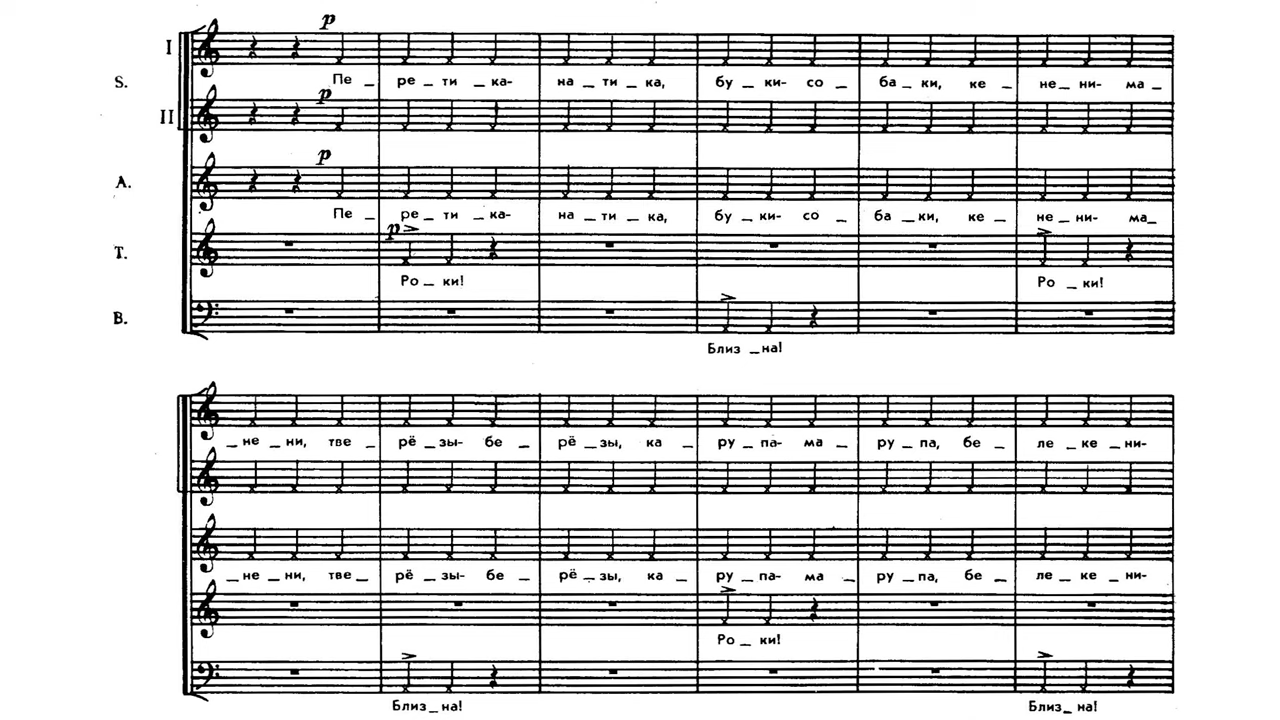 I
p
S.
Пе _ ре _ ти _ ка- на _ ти _ ка, бу _ ки- со _ ба _ ки, ке _ не _ ни- ма _
II
p
p
A.
Пе _ ре _ ти _ ка- на _ ти _ ка, бу _ ки- со _ ба _ ки, ке _ не _ ни- ма _
p
T.
Ро _ ки! Ро _ ки!
B.
Близ _ на!
_ не _ ни, тве _ рё _ зы- бе _ рё _ зы, ка _ ру _ па- ма _ ру _ па, бе _ ле _ ке _ ни-
_ не _ ни, тве _ рё _ зы- бе _ рё _ зы, ка _ ру _ па- ма _ ру _ па, бе _ ле _ ке _ ни-
Ро _ ки!
Близ _ на! Близ _ на!